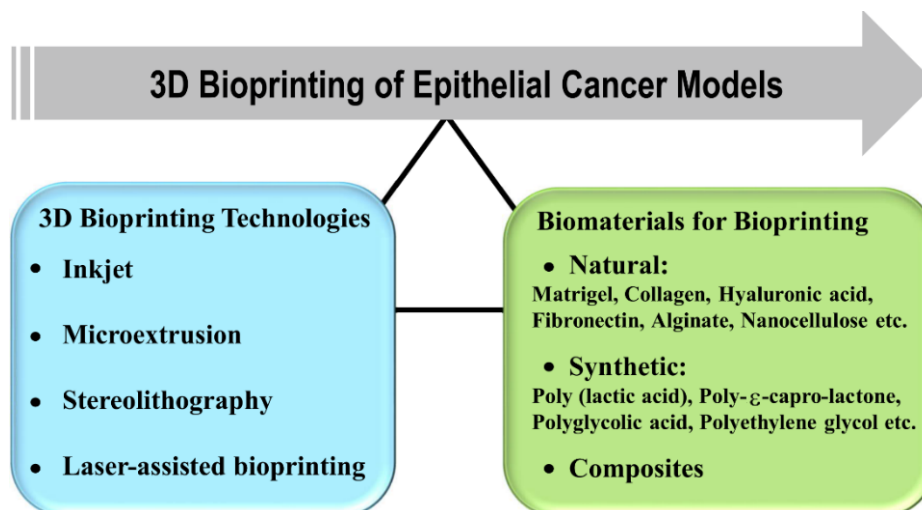 3D Bioprinting of Epithelial Cancer Models
3D Bioprinting Technologies
• Inkjet
• Microextrusion
• Stereolithography
• Laser-assisted bioprinting
Biomaterials for Bioprinting
• Natural:
Matrigel, Collagen, Hyaluronic acid,
Fibronectin, Alginate, Nanocellulose etc.
• Synthetic:
Poly (lactic acid), Poly-ε-capro-lactone,
Polyglycolic acid, Polyethylene glycol etc.
• Composites